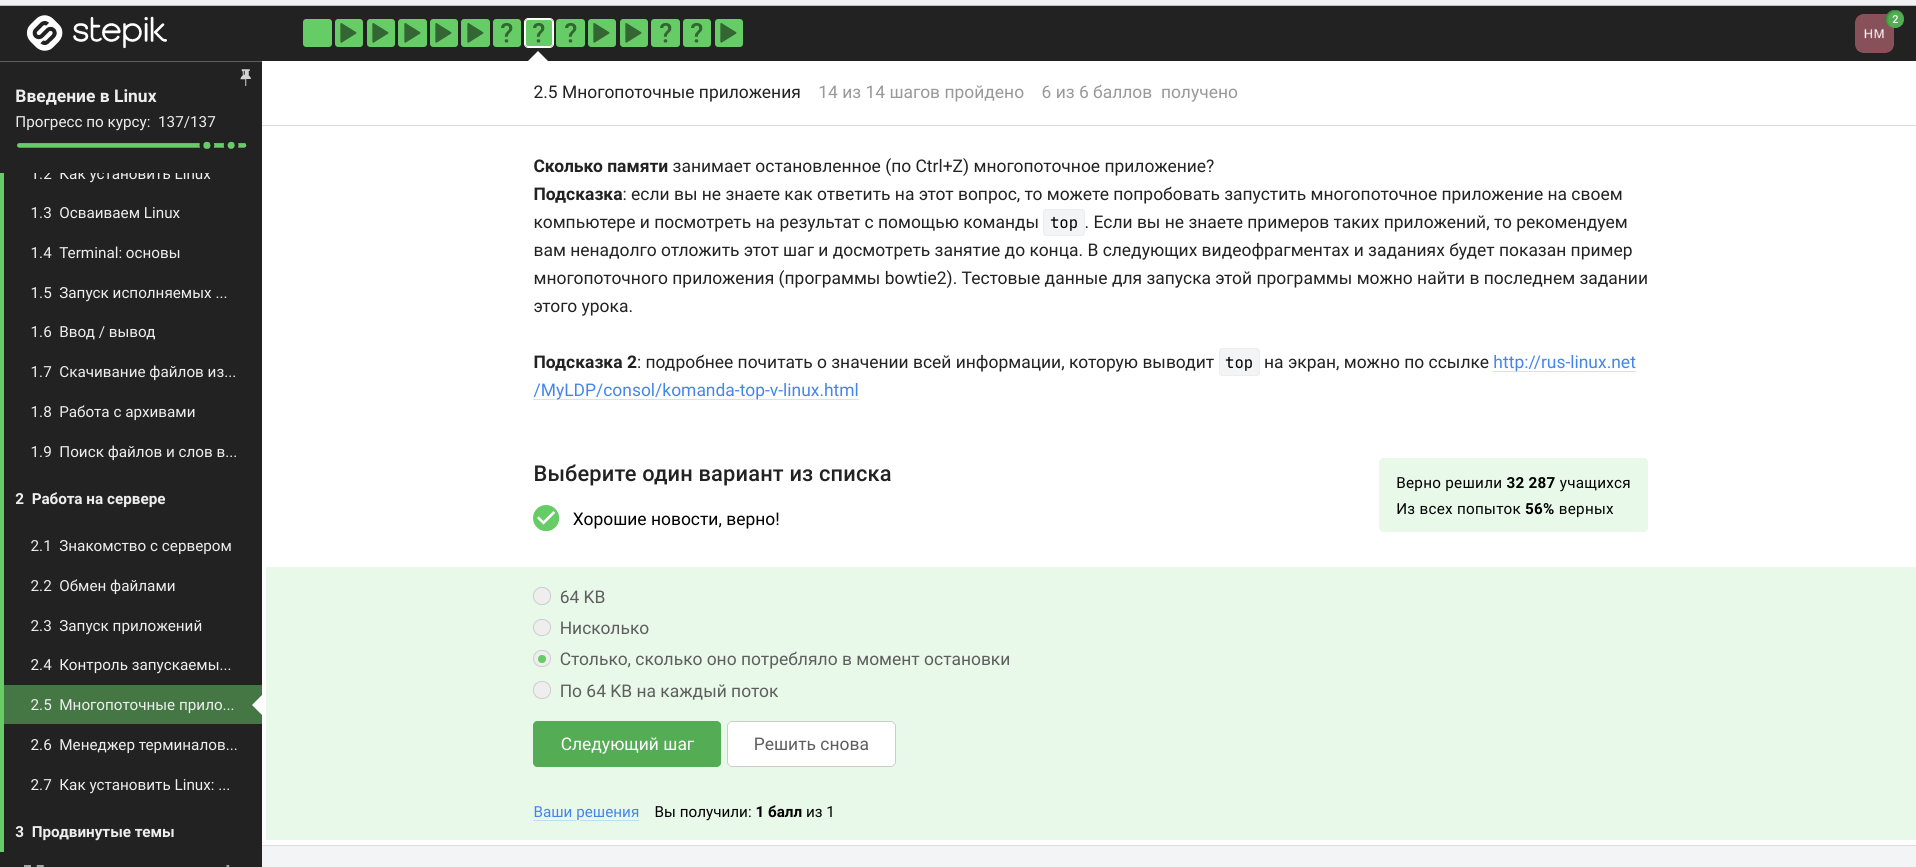 stepik
? ? ? ? ?
HM
2
Введение в Linux
Прогресс по курсу: 137/137
1.2 Как установить Linux
1.3 Осваиваем Linux
1.4 Terminal: основы
1.5 Запуск исполняемых ...
1.6 Ввод / вывод
1.7 Скачивание файлов из...
1.8 Работа с архивами
1.9 Поиск файлов и слов в...
2 Работа на сервере
2.1 Знакомство с сервером
2.2 Обмен файлами
2.3 Запуск приложений
2.4 Контроль запускаемы...
2.5 Многопоточные прило...
2.6 Менеджер терминалов...
2.7 Как установить Linux: ...
3 Продвинутые темы
2.5 Многопоточные приложения 14 из 14 шагов пройдено 6 из 6 баллов получено
Сколько памяти занимает остановленное (по Ctrl+Z) многопоточное приложение?
Подсказка: если вы не знаете как ответить на этот вопрос, то можете попробовать запустить многопоточное приложение на своем
компьютере и посмотреть на результат с помощью команды top. Если вы не знаете примеров таких приложений, то рекомендуем
вам ненадолго отложить этот шаг и досмотреть занятие до конца. В следующих видеофрагментах и заданиях будет показан пример
многопоточного приложения (программы bowtie2). Тестовые данные для запуска этой программы можно найти в последнем задании
этого урока.
Подсказка 2: подробнее почитать о значении всей информации, которую выводит top на экран, можно по ссылке http://rus-linux.net
/MyLDP/consol/komanda-top-v-linux.html
Выберите один вариант из списка
Хорошие новости, верно!
Верно решили 32 287 учащихся
Из всех попыток 56% верных
64 KB
Нисколько
Столько, сколько оно потребляло в момент остановки
По 64 KB на каждый поток
Следующий шаг
Решить снова
Ваши решения Вы получили: 1 балл из 1